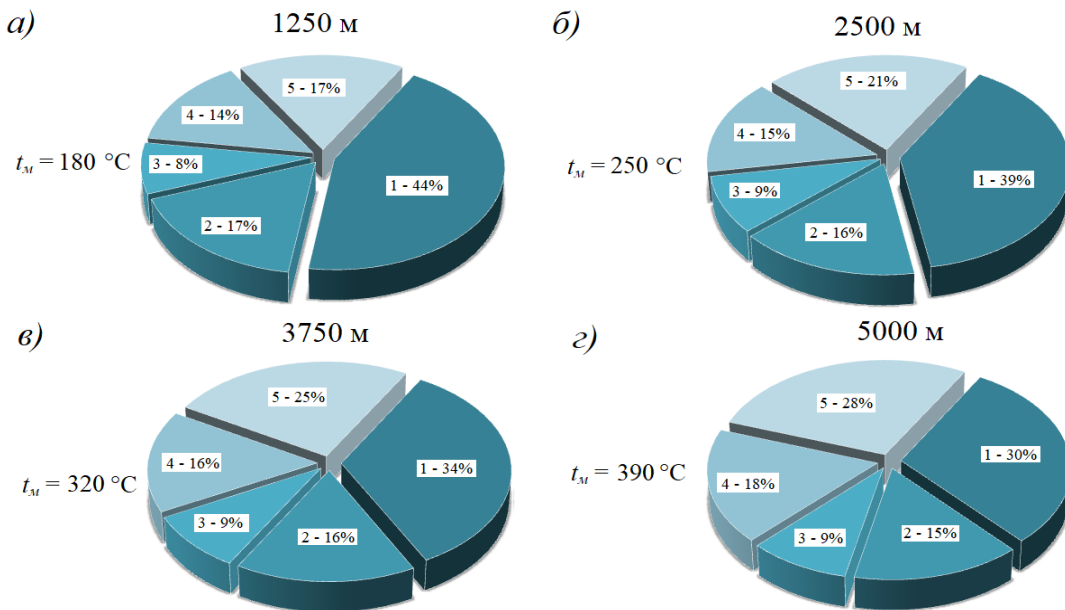 а)
1250 м
5 - 17%
4 - 14%
tм = 180 °C
3 - 8%
1 - 44%
2 - 17%
б)
2500 м
5 - 21%
4 - 15%
tм = 250 °C
3 - 9%
1 - 39%
2 - 16%
в)
3750 м
5 - 25%
4 - 16%
1 - 34%
tм = 320 °C
3 - 9%
2 - 16%
г)
5000 м
5 - 28%
1 - 30%
4 - 18%
tм = 390 °C
3 - 9%
2 - 15%